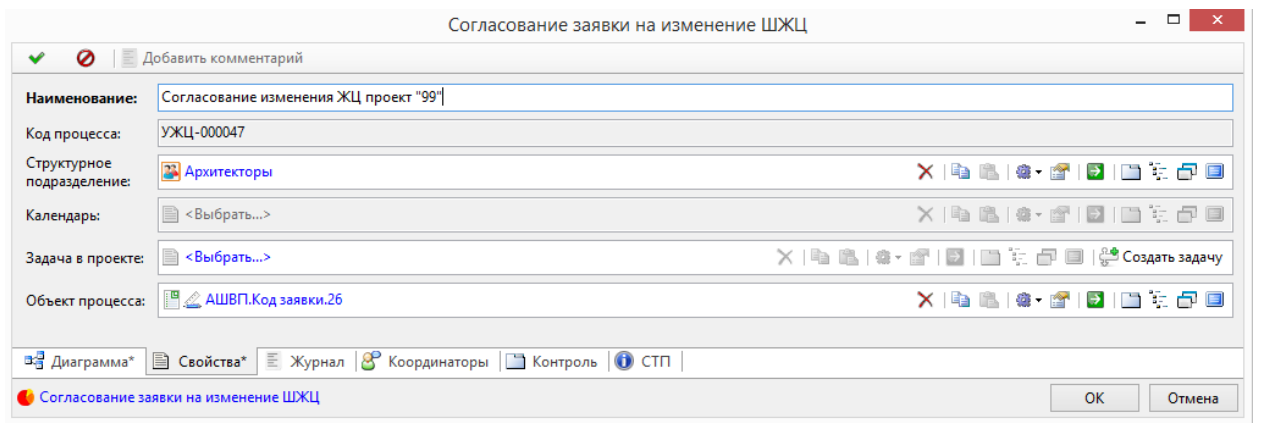 Согласование заявки на изменение ШЖЦ
Добавить комментарий
Наименование: Согласование изменения ЖЦ проект "99"
Код процесса: УЖЦ-000047
Структурное
подразделение: Архитекторы
Календарь: <Выбрать...>
Задача в проекте: <Выбрать...> Создать задачу
Объект процесса: АШВП.Код заявки.26
Диаграмма* Свойства* Журнал Координаторы Контроль СТП
Согласование заявки на изменение ШЖЦ ОК Отмена